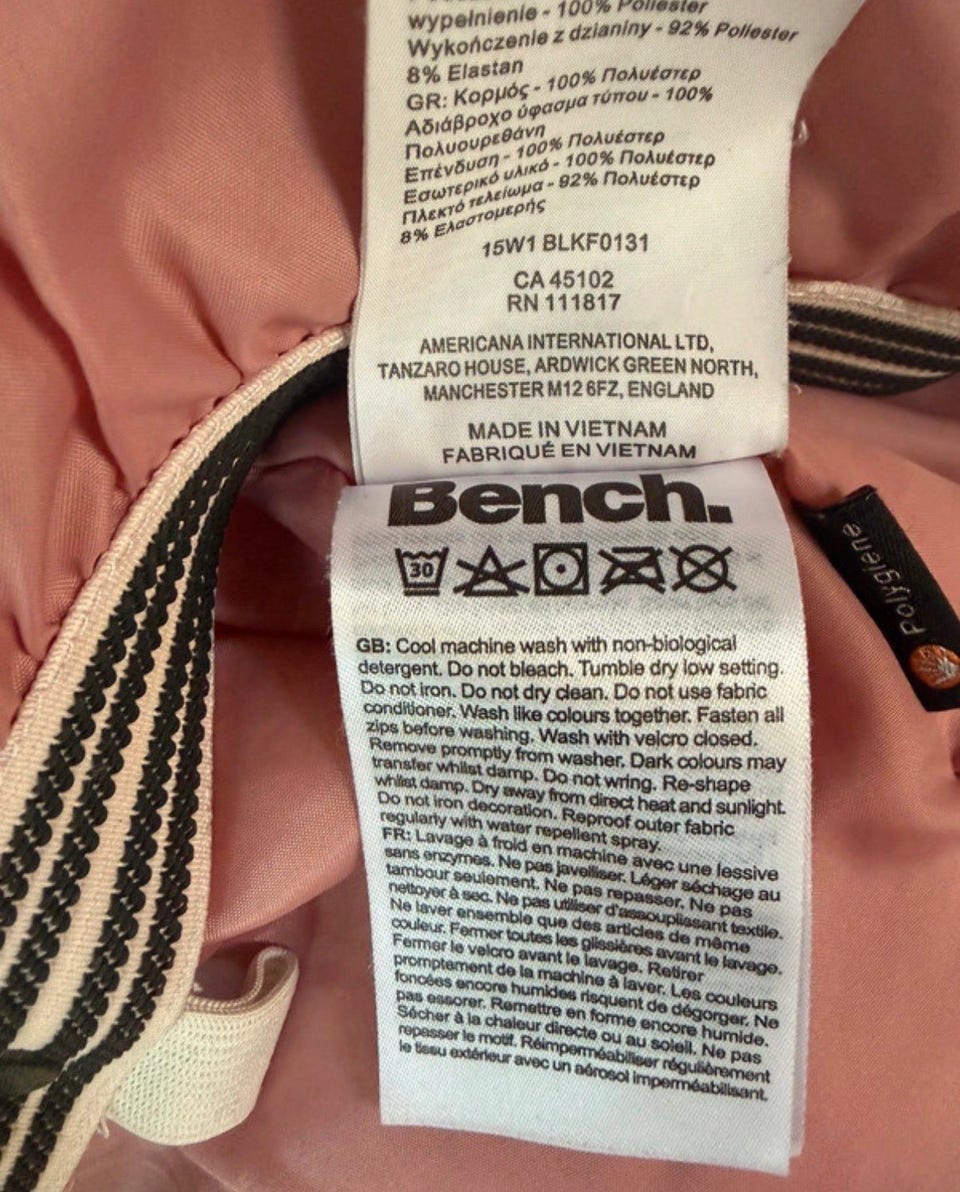 wypełnienie - 100% Poliester
Wykończenie z dzianiny - 92% Poliester
8% Elastan
GR: Κορμός - 100% Πολυέστερ
Αδιάβροχο ύφασμα τύπου - 100%
Πολυουρεθάνη
Επένδυση - 100% Πολυέστερ
Εσωτερικό υλικό - 100% Πολυέστερ
Πλεκτό τελείωμα - 92% Πολυέστερ
8% Ελαστομερής
15W1 BLKF0131
CA 45102
RN 111817
AMERICANA INTERNATIONAL LTD,
TANZARO HOUSE, ARDWICK GREEN NORTH,
MANCHESTER M12 6FZ, ENGLAND
MADE IN VIETNAM
FABRIQUÉ EN VIETNAM
Bench.
30
GB: Cool machine wash with non-biological
detergent. Do not bleach. Tumble dry low setting.
Do not iron. Do not dry clean. Do not use fabric
conditioner. Wash like colours together. Fasten all
zips before washing. Wash with velcro closed.
Remove promptly from washer. Dark colours may
transfer whilst damp. Do not wring. Re-shape
whilst damp. Dry away from direct heat and sunlight.
Do not iron decoration. Reproof outer fabric
regularly with water repellent spray.
FR: Lavage à froid en machine avec une lessive
sans enzymes. Ne pas javelliser. Léger séchage au
tambour seulement. Ne pas repasser. Ne pas
nettoyer à sec. Ne pas utiliser d'assouplissant textile.
Ne laver ensemble que des articles de même
couleur. Fermer toutes les glissières avant le lavage.
Fermer le velcro avant le lavage. Retirer
promptement de la machine à laver. Les couleurs
foncées encore humides risquent de dégorger. Ne
pas essorer. Remettre en forme encore humide.
Sécher à la chaleur directe ou au soleil. Ne pas
repasser le motif. Réimperméabiliser régulièrement
le tissu extérieur avec un aérosol imperméabilisant.
Polygiene